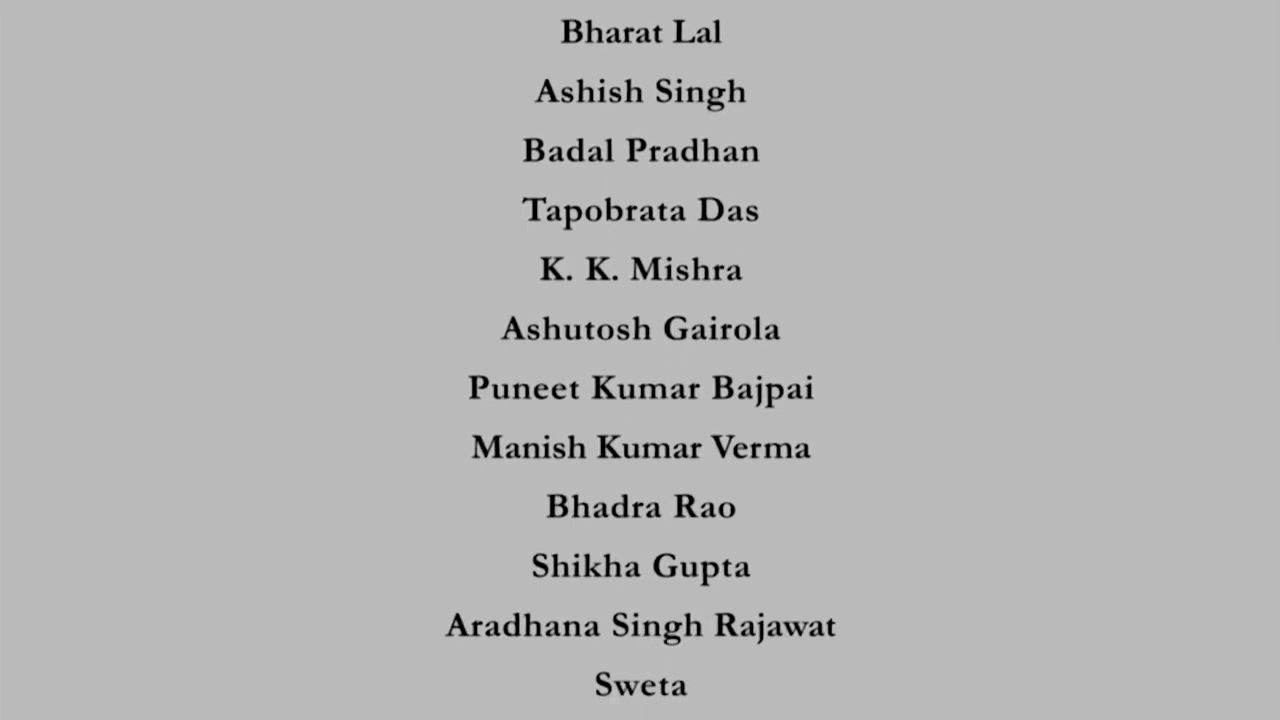 Bharat Lal
Ashish Singh
Badal Pradhan
Tapobrata Das
K. K. Mishra
Ashutosh Gairola
Puneet Kumar Bajpai
Manish Kumar Verma
Bhadra Rao
Shikha Gupta
Aradhana Singh Rajawat
Sweta